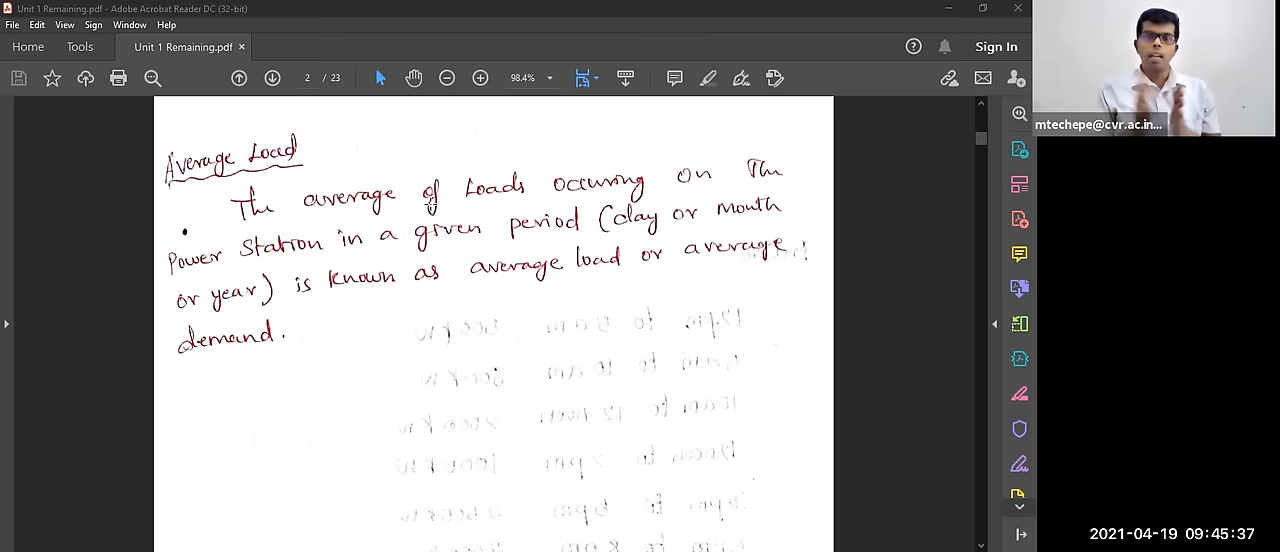 Unit 1 Remaining.pdf - Adobe Acrobat Reader DC (32-bit)
File Edit View Sign Window Help
Home Tools Unit 1 Remaining.pdf × Sign In
2 / 23 98.4%
mtechepe@cvr.ac.in...
Average Load
The average of Loads occuring on The
Power Station in a given period (day or month
or year) is known as average load or average
demand.
2021-04-19 09:45:37